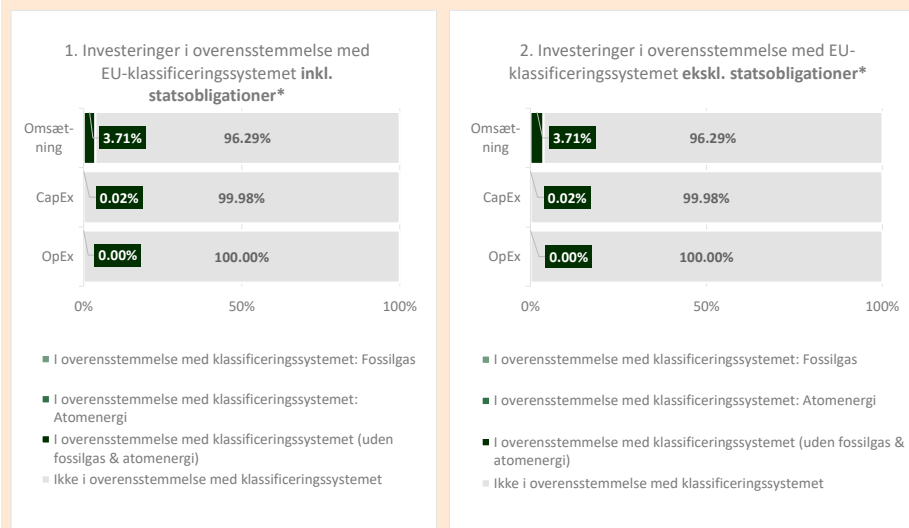 1. Investeringer i overensstemmelse med
EU-klassificeringssystemet inkl.
statsobligationer*
Omsæt-
ning
3.71%
96.29%
CapEx
0.02%
99.98%
OpEx
0.00%
100.00%
0%
50%
100%
I overensstemmelse med klassificeringssystemet: Fossilgas
I overensstemmelse med klassificeringssystemet:
Atomenergi
I overensstemmelse med klassificeringssystemet (uden
fossilgas & atomenergi)
Ikke i overensstemmelse med klassificeringssystemet
2. Investeringer i overensstemmelse med EU-
klassificeringssystemet ekskl. statsobligationer*
Omsæt-
ning
3.71%
96.29%
CapEx
0.02%
99.98%
OpEx
0.00%
100.00%
0%
50%
100%
I overensstemmelse med klassificeringssystemet: Fossilgas
I overensstemmelse med klassificeringssystemet: Atomenergi
I overensstemmelse med klassificeringssystemet (uden fossilgas &
atomenergi)
Ikke i overensstemmelse med klassificeringssystemet